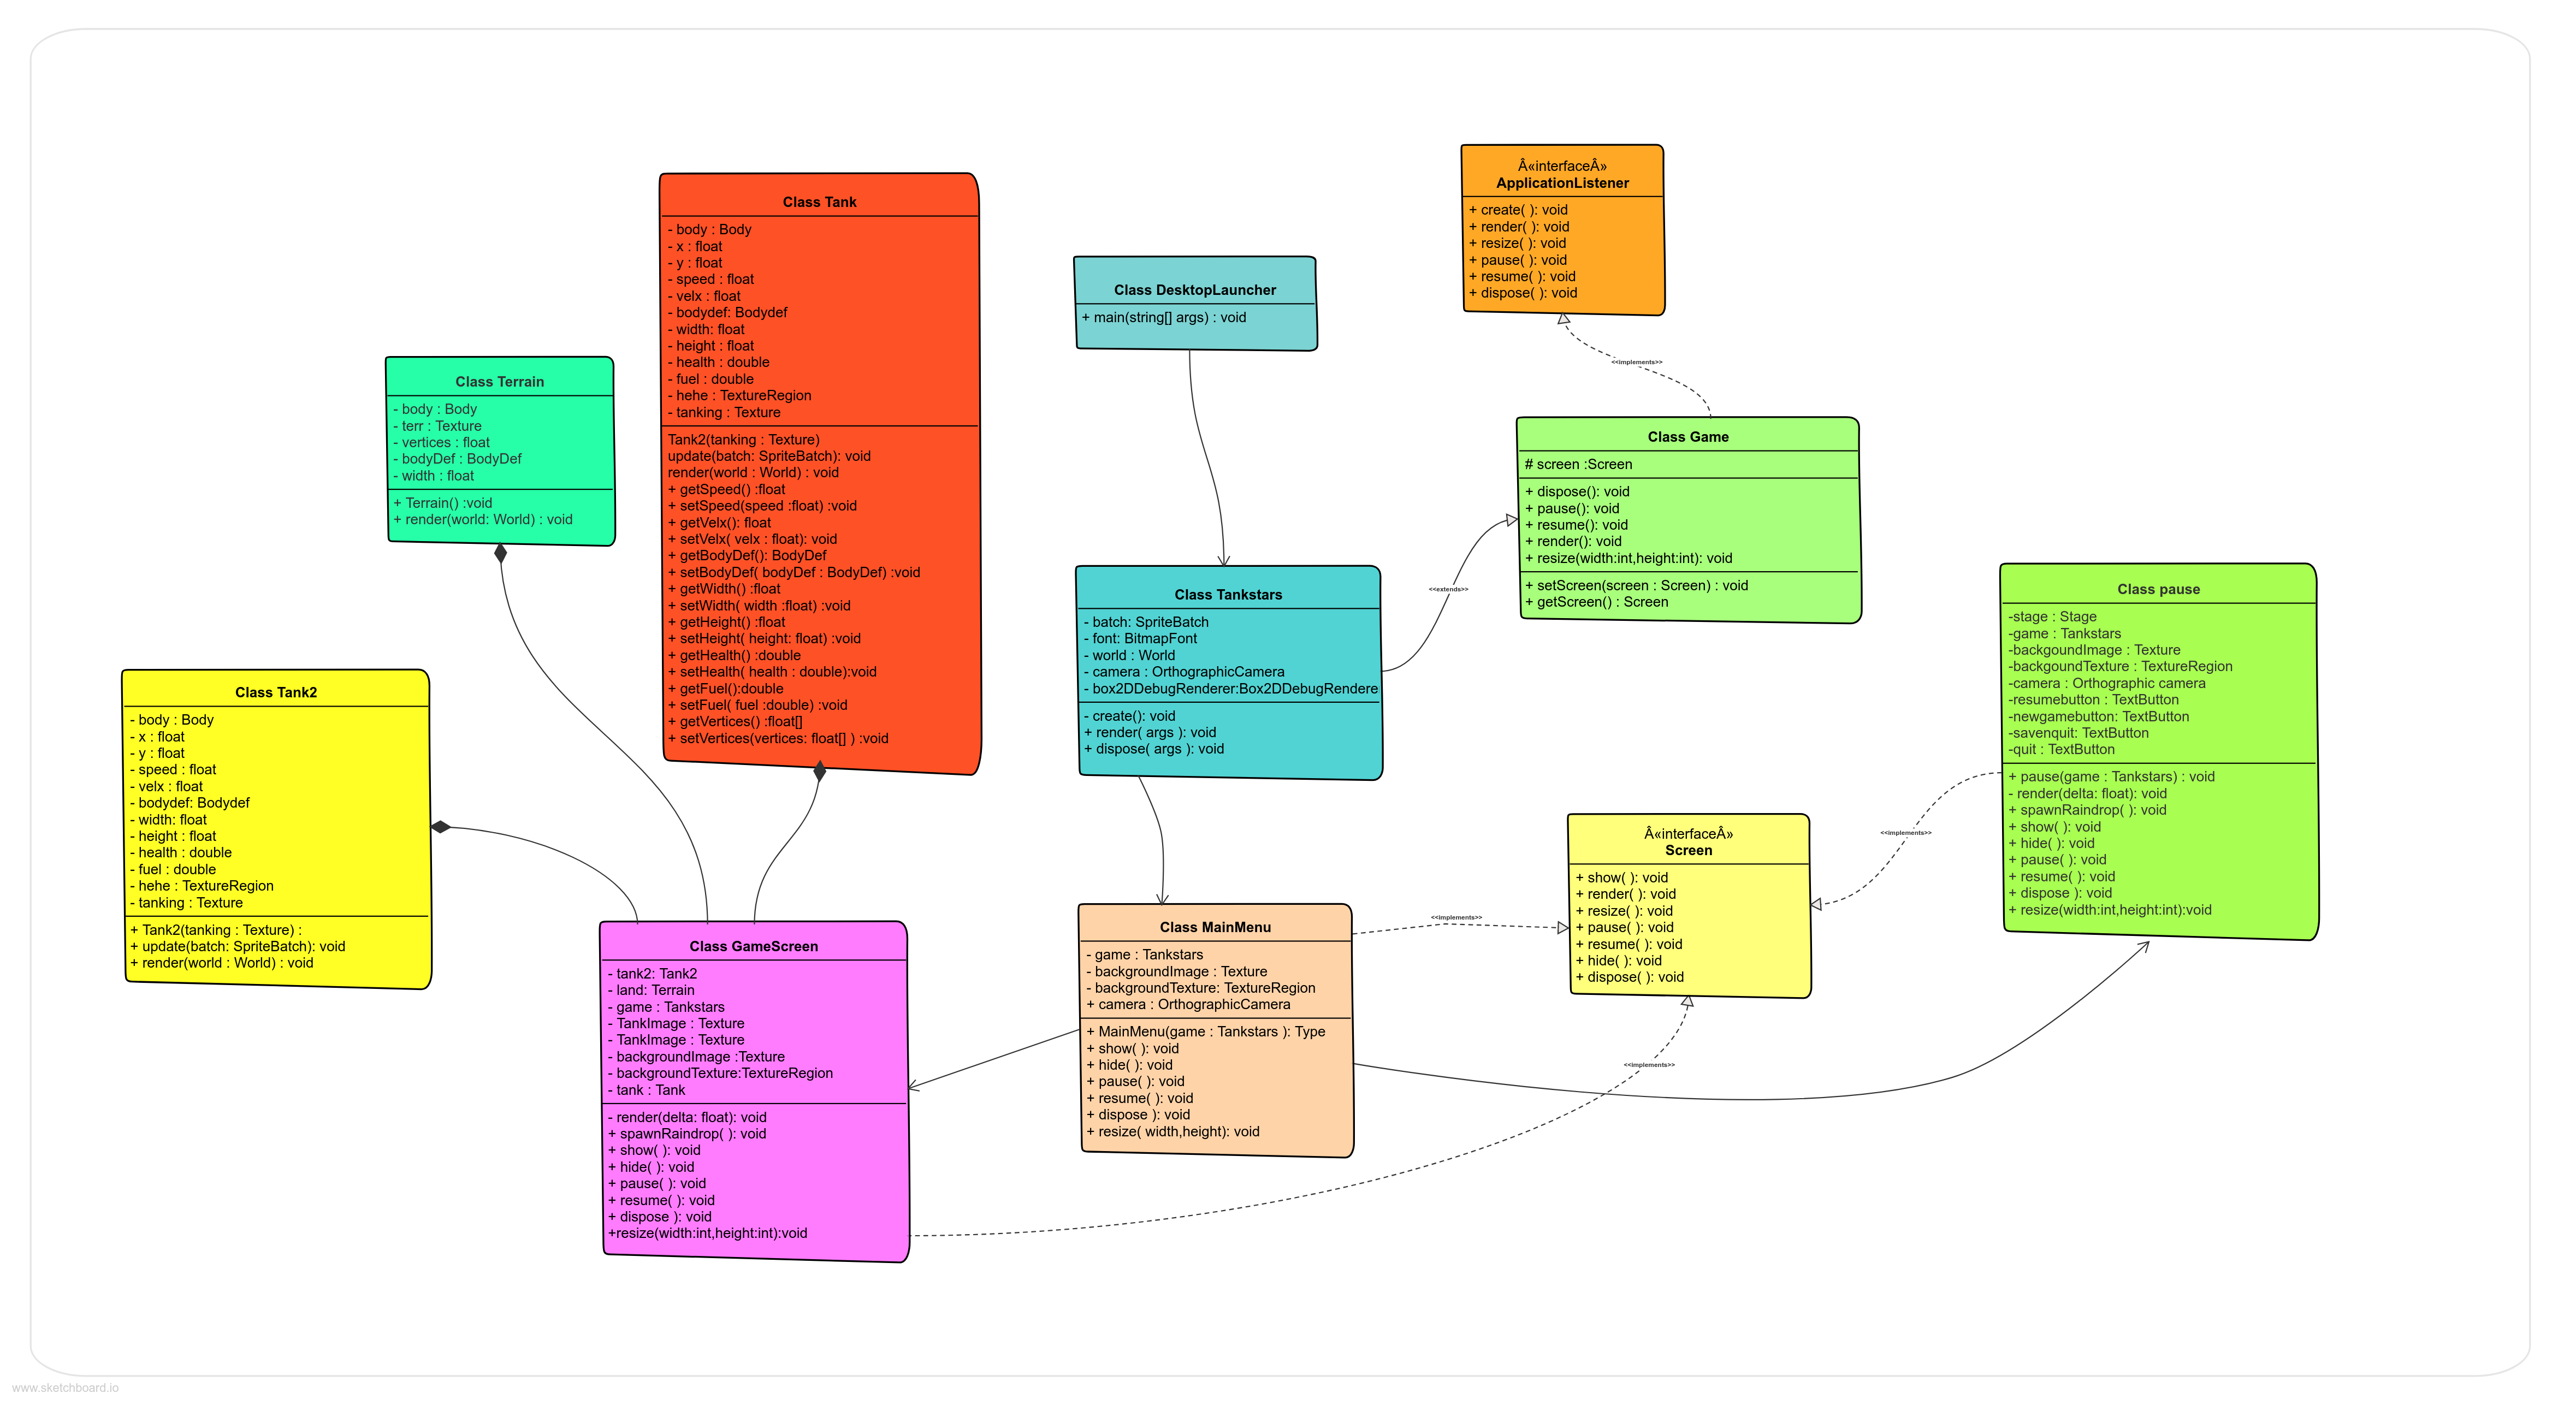 Â«interfaceÂ»
ApplicationListener
+ create( ): void
+ render( ): void
+ resize( ): void
+ pause( ): void
+ resume( ): void
+ dispose( ): void
Class Tank
- body : Body
- x : float
- y : float
- speed : float
- velx : float
- bodydef: Bodydef
- width: float
- height : float
- health : double
- fuel : double
- hehe : TextureRegion
- tanking : Texture
Tank2(tanking : Texture)
update(batch: SpriteBatch): void
render(world : World) : void
+ getSpeed() :float
+ setSpeed(speed :float) :void
+ getVelx(): float
+ setVelx( velx : float): void
+ getBodyDef(): BodyDef
+ setBodyDef( bodyDef : BodyDef) :void
+ getWidth() :float
+ setWidth( width :float) :void
+ getHeight() :float
+ setHeight( height: float) :void
+ getHealth() :double
+ setHealth( health : double):void
+ getFuel():double
+ setFuel( fuel :double) :void
+ getVertices() :float[]
+ setVertices(vertices: float[] ) :void
Class DesktopLauncher
+ main(string[] args) : void
<<implements>>
Class Terrain
- body : Body
- terr : Texture
- vertices : float
- bodyDef : BodyDef
- width : float
+ Terrain() :void
+ render(world: World) : void
Class Game
# screen :Screen
+ dispose(): void
+ pause(): void
+ resume(): void
+ render(): void
+ resize(width:int,height:int): void
+ setScreen(screen : Screen) : void
+ getScreen() : Screen
<<extends>>
Class Tankstars
- batch: SpriteBatch
- font: BitmapFont
- world : World
- camera : OrthographicCamera
- box2DDebugRenderer:Box2DDebugRendere
- create(): void
+ render( args ): void
+ dispose( args ): void
Class pause
-stage : Stage
-game : Tankstars
-backgoundImage : Texture
-backgoundTexture : TextureRegion
-camera : Orthographic camera
-resumebutton : TextButton
-newgamebutton: TextButton
-savenquit: TextButton
-quit : TextButton
+ pause(game : Tankstars) : void
- render(delta: float): void
+ spawnRaindrop( ): void
+ show( ): void
+ hide( ): void
+ pause( ): void
+ resume( ): void
+ dispose ): void
+ resize(width:int,height:int):void
Class Tank2
- body : Body
- x : float
- y : float
- speed : float
- velx : float
- bodydef: Bodydef
- width: float
- height : float
- health : double
- fuel : double
- hehe : TextureRegion
- tanking : Texture
+ Tank2(tanking : Texture) :
+ update(batch: SpriteBatch): void
+ render(world : World) : void
Â«interfaceÂ»
Screen
+ show( ): void
+ render( ): void
+ resize( ): void
+ pause( ): void
+ resume( ): void
+ hide( ): void
+ dispose( ): void
<<implements>>
<<implements>>
Class MainMenu
- game : Tankstars
- backgroundImage : Texture
- backgroundTexture: TextureRegion
+ camera : OrthographicCamera
+ MainMenu(game : Tankstars ): Type
+ show( ): void
+ hide( ): void
+ pause( ): void
+ resume( ): void
+ dispose ): void
+ resize( width,height): void
Class GameScreen
- tank2: Tank2
- land: Terrain
- game : Tankstars
- TankImage : Texture
- TankImage : Texture
- backgoundImage :Texture
- backgroundTexture:TextureRegion
- tank : Tank
- render(delta: float): void
+ spawnRaindrop( ): void
+ show( ): void
+ hide( ): void
+ pause( ): void
+ resume( ): void
+ dispose ): void
+resize(width:int,height:int):void
<<implements>>
www.sketchboard.io